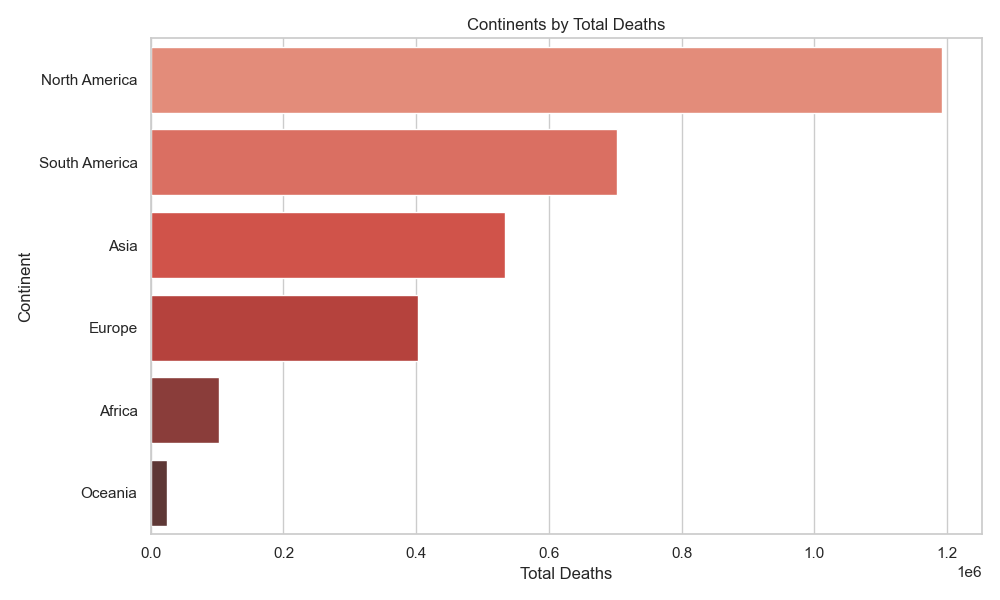 Continents by Total Deaths
North America
South America
Asia
Europe
Africa
Oceania
Continent
0.0 0.2 0.4 0.6 0.8 1.0 1.2
1e6
Total Deaths